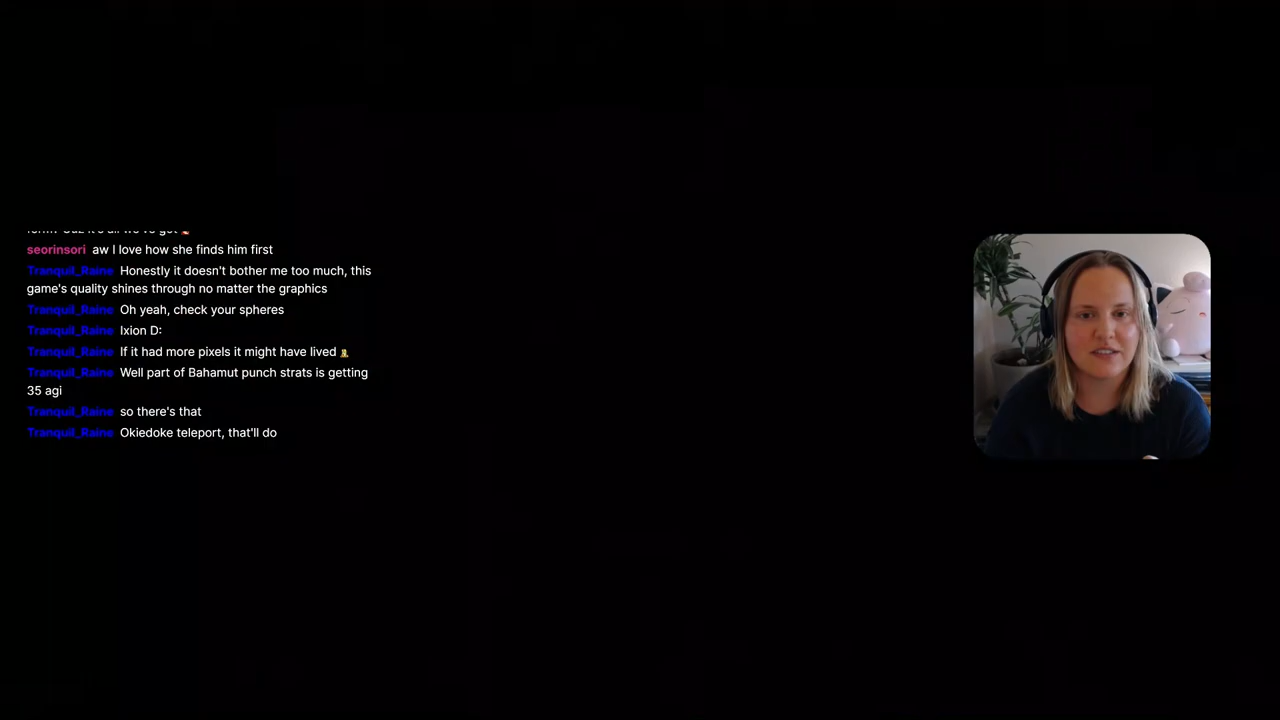 seorinsori aw I love how she finds him first
Tranquil_Raine Honestly it doesn't bother me too much, this
game's quality shines through no matter the graphics
Tranquil_Raine Oh yeah, check your spheres
Tranquil_Raine Ixion D:
Tranquil_Raine If it had more pixels it might have lived
Tranquil_Raine Well part of Bahamut punch strats is getting
35 agi
Tranquil_Raine so there's that
Tranquil_Raine Okiedoke teleport, that'll do